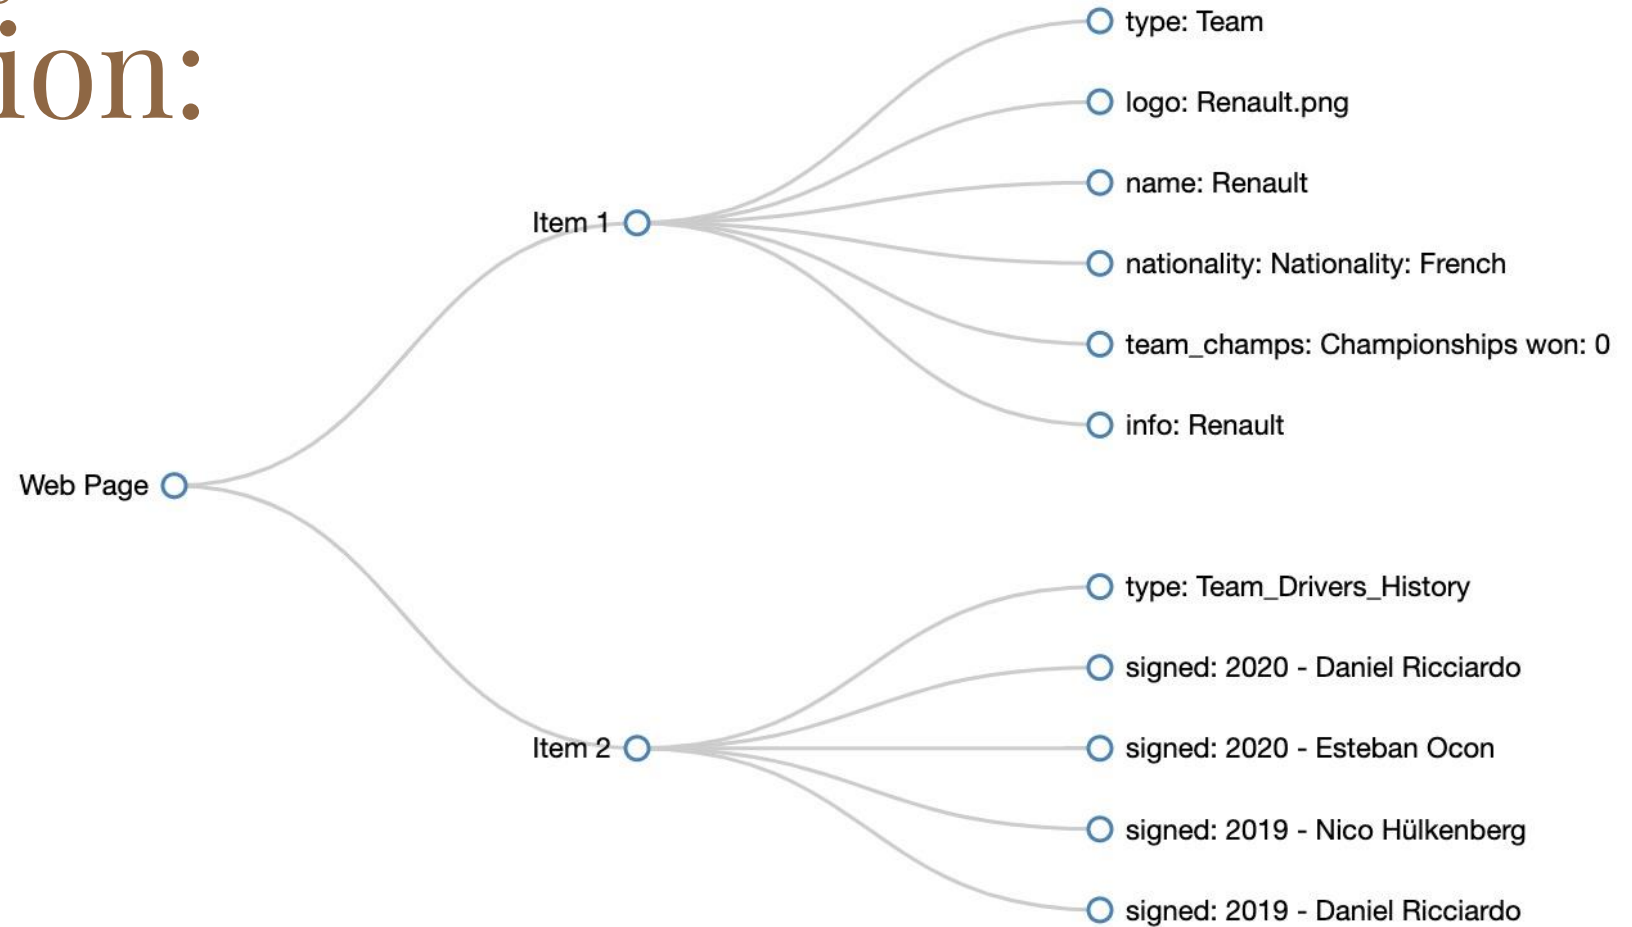 ion:
type: Team
logo: Renault.png
name: Renault
Item 1
nationality: Nationality: French
team_champs: Championships won: 0
info: Renault
Web Page
type: Team_Drivers_History
signed: 2020 - Daniel Ricciardo
Item 2
signed: 2020 - Esteban Ocon
signed: 2019 - Nico Hülkenberg
signed: 2019 - Daniel Ricciardo